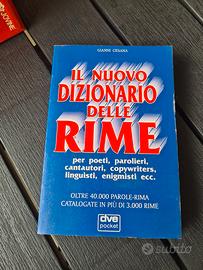 JOVINE
GIANNI CESANA
IL NUOVO
DIZIONARIO
DELLE
RIME
per poeti, parolieri,
cantautori, copywriters,
linguisti, enigmisti ecc.
OLTRE 40.000 PAROLE-RIMA
CATALOGATE IN PIÙ DI 3.000 RIME
dve
pocket
subito